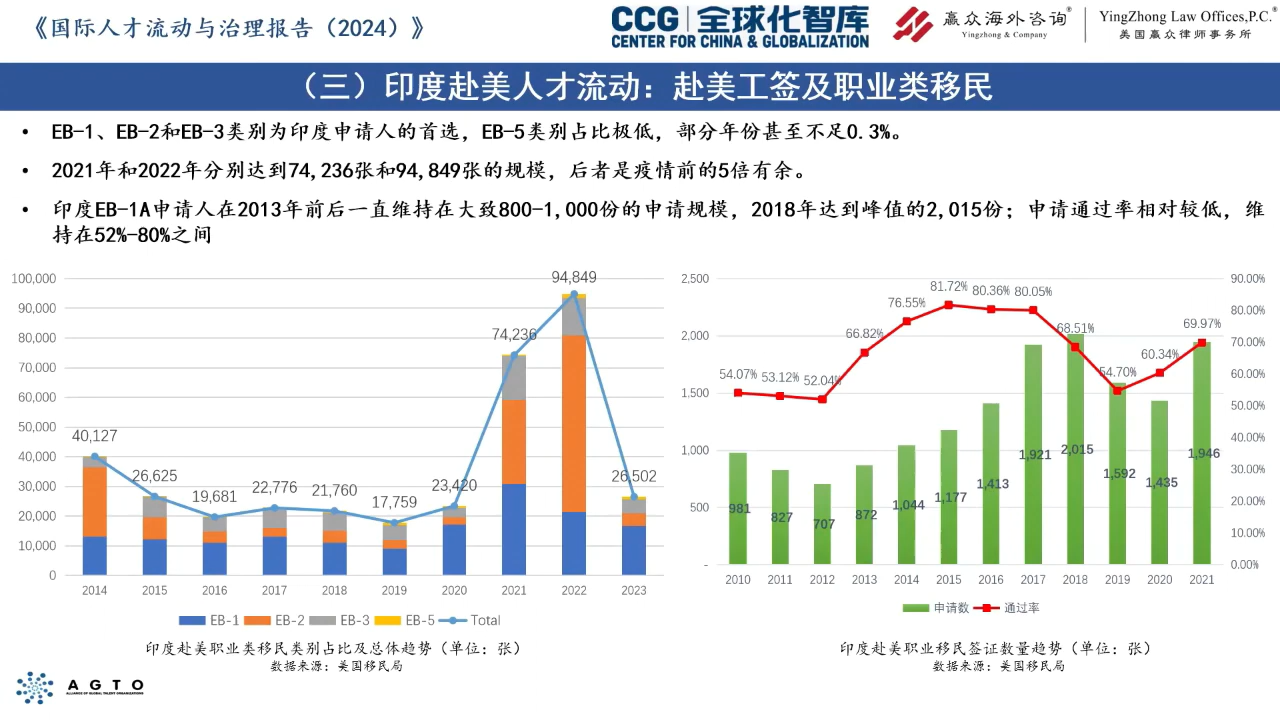 《国际人才流动与治理报告（2024）》
CCG 全球化智库
CENTER FOR CHINA & GLOBALIZATION
赢众海外咨询®
Yingzhong & Company
YingZhong Law Offices,P.C.®
美国赢众律师事务所
（三）印度赴美人才流动：赴美工签及职业类移民
• EB-1、EB-2和EB-3类别为印度申请人的首选，EB-5类别占比极低，部分年份甚至不足0.3%。
• 2021年和2022年分别达到74,236张和94,849张的规模，后者是疫情前的5倍有余。
• 印度EB-1A申请人在2013年前后一直维持在大致800-1,000份的申请规模，2018年达到峰值的2,015份；申请通过率相对较低，维
持在52%-80%之间
100,000
90,000
80,000
70,000
60,000
50,000
40,000
30,000
20,000
10,000
0
40,127
26,625
19,681
22,776
21,760
17,759
23,420
74,236
94,849
26,502
2014 2015 2016 2017 2018 2019 2020 2021 2022 2023
EB-1 EB-2 EB-3 EB-5 Total
印度赴美职业类移民类别占比及总体趋势（单位：张）
数据来源：美国移民局
2,500
2,000
1,500
1,000
500
-
54.07% 53.12% 52.04% 66.82% 76.55% 81.72% 80.36% 80.05% 68.51% 54.70% 60.34% 69.97%
981 827 707 872 1,044 1,177 1,413 1,921 2,015 1,592 1,435 1,946
90.00%
80.00%
70.00%
60.00%
50.00%
40.00%
30.00%
20.00%
10.00%
0.00%
2010 2011 2012 2013 2014 2015 2016 2017 2018 2019 2020 2021
申请数 通过率
印度赴美职业移民签证数量趋势（单位：张）
数据来源：美国移民局
AGTO
ALLIANCE OF GLOBAL TALENT ORGANIZATIONS